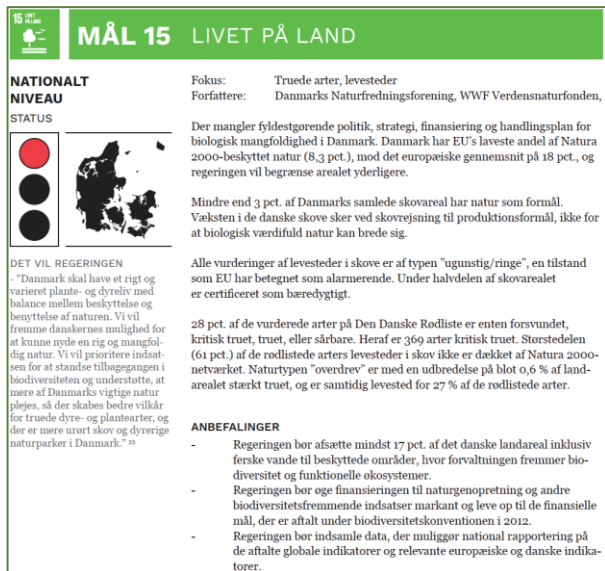 15 LIVET PÅ LAND
MÅL 15 LIVET PÅ LAND
NATIONALT
NIVEAU
STATUS
DET VIL REGERINGEN
- "Danmark skal have et rigt og
varieret plante- og dyreliv med
balance mellem beskyttelse og
benyttelse af naturen. Vi vil
fremme danskernes mulighed for
at kunne nyde en rig og mangfol-
dig natur. Vi vil prioritere indsat-
sen for at standse tilbagegangen i
biodiversiteten og understøtte, at
mere af Danmarks vigtige natur
plejes, så der skabes bedre vilkår
for truede dyre- og plantearter, og
der er mere urørt skov og dyrerige
naturparker i Danmark." 33
Fokus: Truede arter, levesteder
Forfattere: Danmarks Naturfredningsforening, WWF Verdensnaturfonden,
Der mangler fyldestgørende politik, strategi, finansiering og handlingsplan for
biologisk mangfoldighed i Danmark. Danmark har EU's laveste andel af Natura
2000-beskyttet natur (8,3 pct.), mod det europæiske gennemsnit på 18 pct., og
regeringen vil begrænse arealet yderligere.
Mindre end 3 pct. af Danmarks samlede skovareal har natur som formål.
Væksten i de danske skove sker ved skovrejsning til produktionsformål, ikke for
at biologisk værdifuld natur kan brede sig.
Alle vurderinger af levesteder i skove er af typen "ugunstig/ringe", en tilstand
som EU har betegnet som alarmerende. Under halvdelen af skovarealet
er certificeret som bæredygtigt.
28 pct. af de vurderede arter på Den Danske Rødliste er enten forsvundet,
kritisk truet, truet, eller sårbare. Heraf er 369 arter kritisk truet. Størstedelen
(61 pct.) af de rødlistede arters levesteder i skov ikke er dækket af Natura 2000-
netværket. Naturtypen "overdrev" er med en udbredelse på blot 0,6 % af land-
arealet stærkt truet, og er samtidig levested for 27 % af de rødlistede arter.
ANBEFALINGER
- Regeringen bør afsætte mindst 17 pct. af det danske landareal inklusiv
ferske vande til beskyttede områder, hvor forvaltningen fremmer bio-
diversitet og funktionelle økosystemer.
- Regeringen bør øge finansieringen til naturgenopretning og andre
biodiversitetsfremmende indsatser markant og leve op til de finansielle
mål, der er aftalt under biodiversitetskonventionen i 2012.
- Regeringen bør indsamle data, der muliggør national rapportering på
de aftalte globale indikatorer og relevante europæiske og danske indika-
torer.